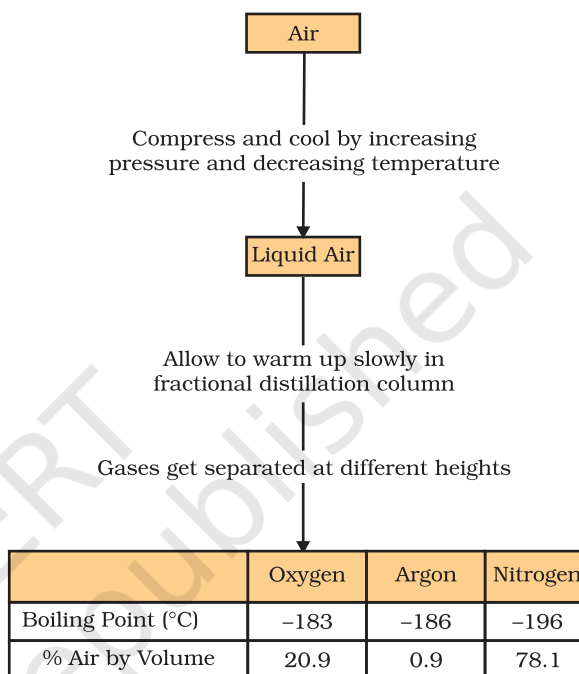 Air
Compress and cool by increasing
pressure and decreasing temperature
Liquid Air
Allow to warm up slowly in
fractional distillation column
Gases get separated at different heights
Oxygen Argon Nitrogen
Boiling Point (°C) –183 –186 –196
% Air by Volume 20.9 0.9 78.1